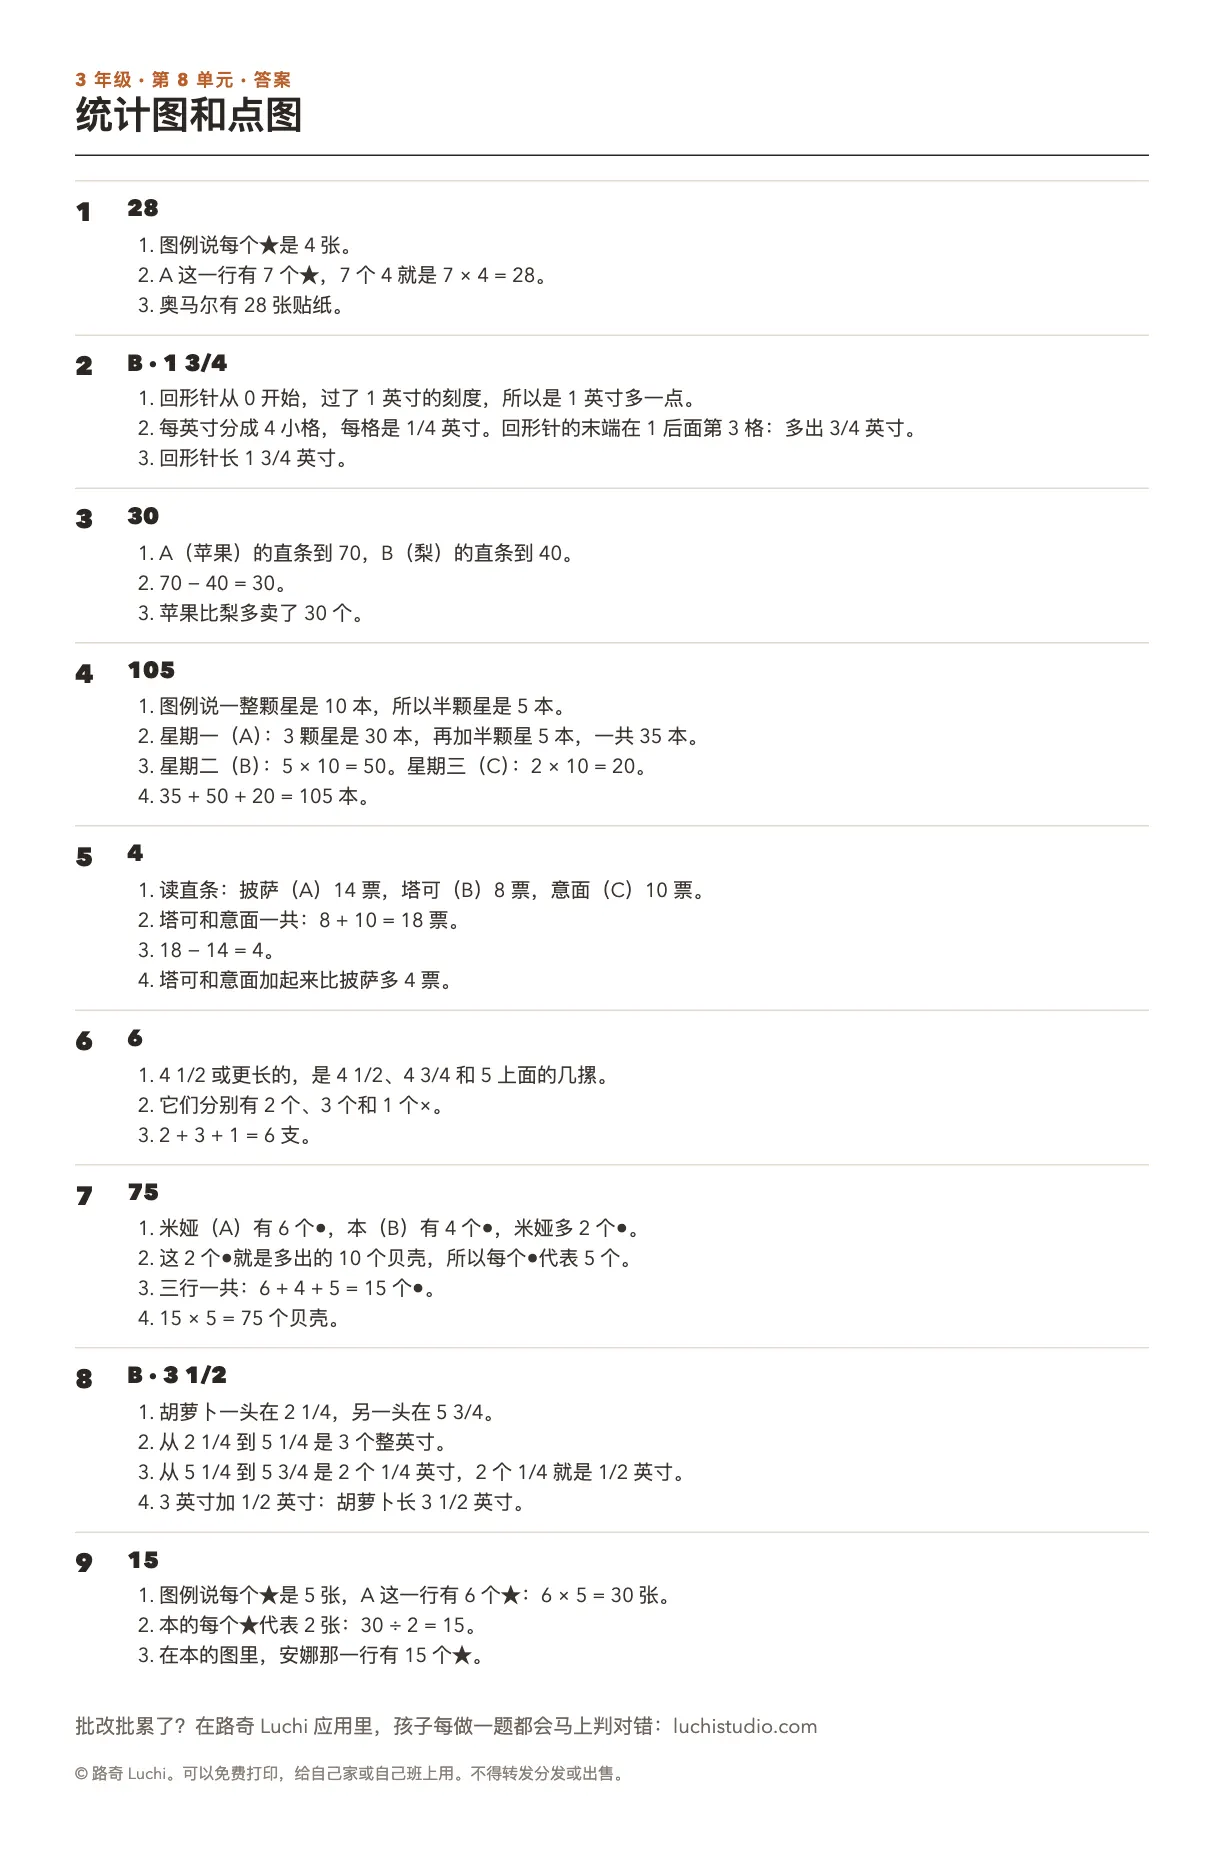 3 年级 · 第 8 单元 · 答案
统计图和点图
1 28
1. 图例说每个★是 4 张。
2. A 这一行有 7 个★，7 个 4 就是 7 × 4 = 28。
3. 奥马尔有 28 张贴纸。
2 B · 1 3/4
1. 回形针从 0 开始，过了 1 英寸的刻度，所以是 1 英寸多一点。
2. 每英寸分成 4 小格，每格是 1/4 英寸。回形针的末端在 1 后面第 3 格：多出 3/4 英寸。
3. 回形针长 1 3/4 英寸。
3 30
1. A（苹果）的直条到 70，B（梨）的直条到 40。
2. 70 − 40 = 30。
3. 苹果比梨多卖了 30 个。
4 105
1. 图例说一整颗星是 10 本，所以半颗星是 5 本。
2. 星期一（A）：3 颗星是 30 本，再加半颗星 5 本，一共 35 本。
3. 星期二（B）：5 × 10 = 50。星期三（C）：2 × 10 = 20。
4. 35 + 50 + 20 = 105 本。
5 4
1. 读直条：披萨（A）14 票，塔可（B）8 票，意面（C）10 票。
2. 塔可和意面一共：8 + 10 = 18 票。
3. 18 − 14 = 4。
4. 塔可和意面加起来比披萨多 4 票。
6 6
1. 4 1/2 或更长的，是 4 1/2、4 3/4 和 5 上面的几摞。
2. 它们分别有 2 个、3 个和 1 个×。
3. 2 + 3 + 1 = 6 支。
7 75
1. 米娅（A）有 6 个●，本（B）有 4 个●，米娅多 2 个●。
2. 这 2 个●就是多出的 10 个贝壳，所以每个●代表 5 个。
3. 三行一共：6 + 4 + 5 = 15 个●。
4. 15 × 5 = 75 个贝壳。
8 B · 3 1/2
1. 胡萝卜一头在 2 1/4，另一头在 5 3/4。
2. 从 2 1/4 到 5 1/4 是 3 个整英寸。
3. 从 5 1/4 到 5 3/4 是 2 个 1/4 英寸，2 个 1/4 就是 1/2 英寸。
4. 3 英寸加 1/2 英寸：胡萝卜长 3 1/2 英寸。
9 15
1. 图例说每个★是 5 张，A 这一行有 6 个★：6 × 5 = 30 张。
2. 本的每个★代表 2 张：30 ÷ 2 = 15。
3. 在本的图里，安娜那一行有 15 个★。
批改批累了？在路奇 Luchi 应用里，孩子每做一题都会马上判对错：luchistudio.com
© 路奇 Luchi。可以免费打印，给自己家或自己班上用。不得转发分发或出售。